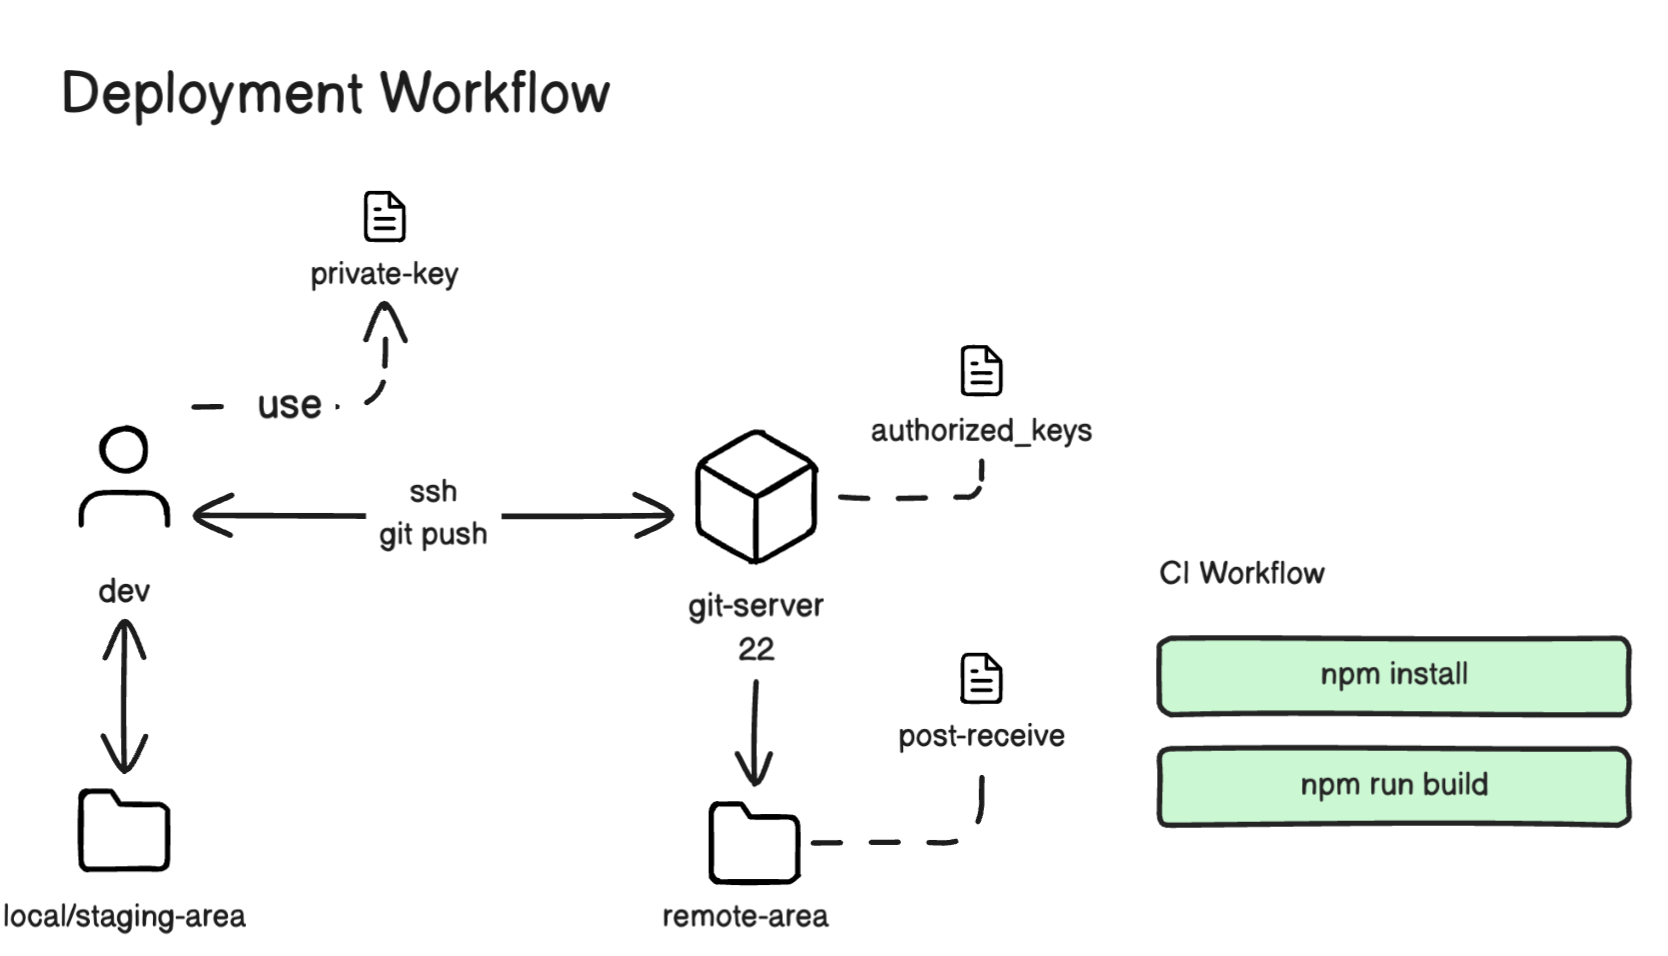 Deployment Workflow
private-key
use
authorized_keys
ssh
git push
dev
git-server
22
CI Workflow
npm install
post-receive
npm run build
local/staging-area
remote-area